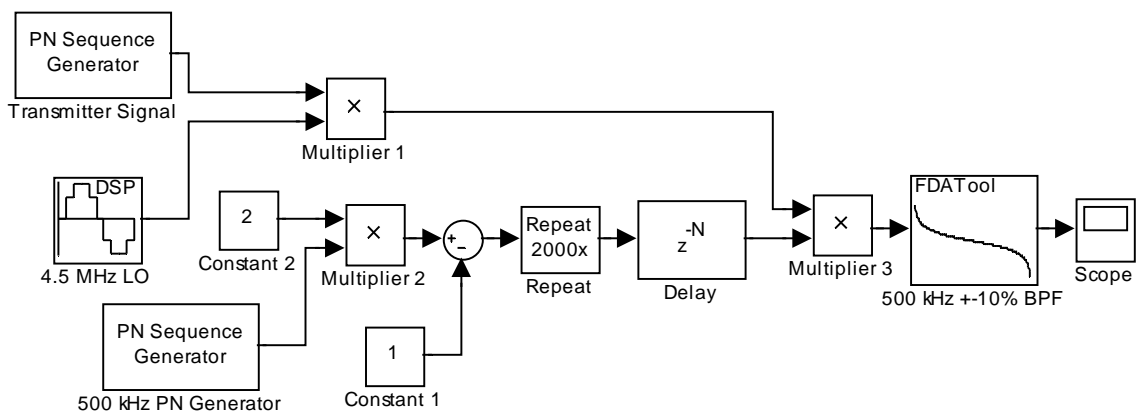 PN Sequence
Generator
Transmitter Signal
×
Multiplier 1
DSP
4.5 MHz LO
2
Constant 2
×
Multiplier 2
+
−
Repeat
2000x
Repeat
z-N
Delay
×
Multiplier 3
FDATool
500 kHz +-10% BPF
Scope
PN Sequence
Generator
500 kHz PN Generator
1
Constant 1